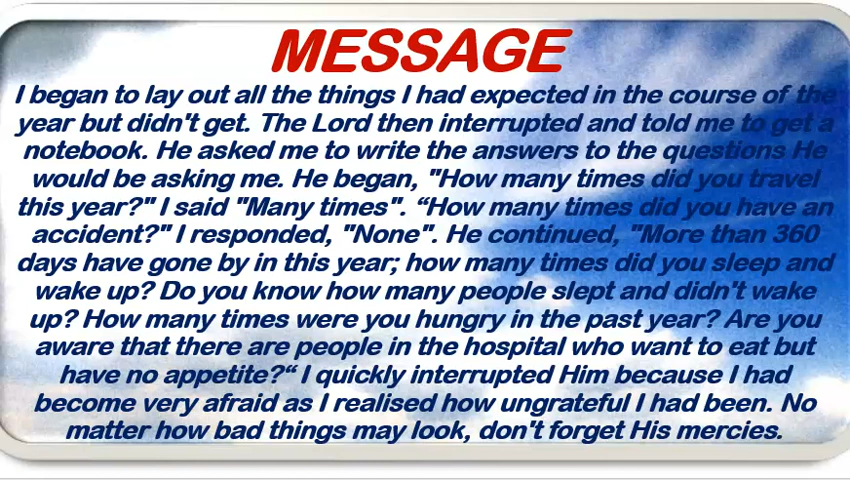 MESSAGE
I began to lay out all the things I had expected in the course of the
year but didn't get. The Lord then interrupted and told me to get a
notebook. He asked me to write the answers to the questions He
would be asking me. He began, "How many times did you travel
this year?" I said "Many times". “How many times did you have an
accident?" I responded, "None". He continued, "More than 360
days have gone by in this year; how many times did you sleep and
wake up? Do you know how many people slept and didn't wake
up? How many times were you hungry in the past year? Are you
aware that there are people in the hospital who want to eat but
have no appetite?“ I quickly interrupted Him because I had
become very afraid as I realised how ungrateful I had been. No
matter how bad things may look, don't forget His mercies.